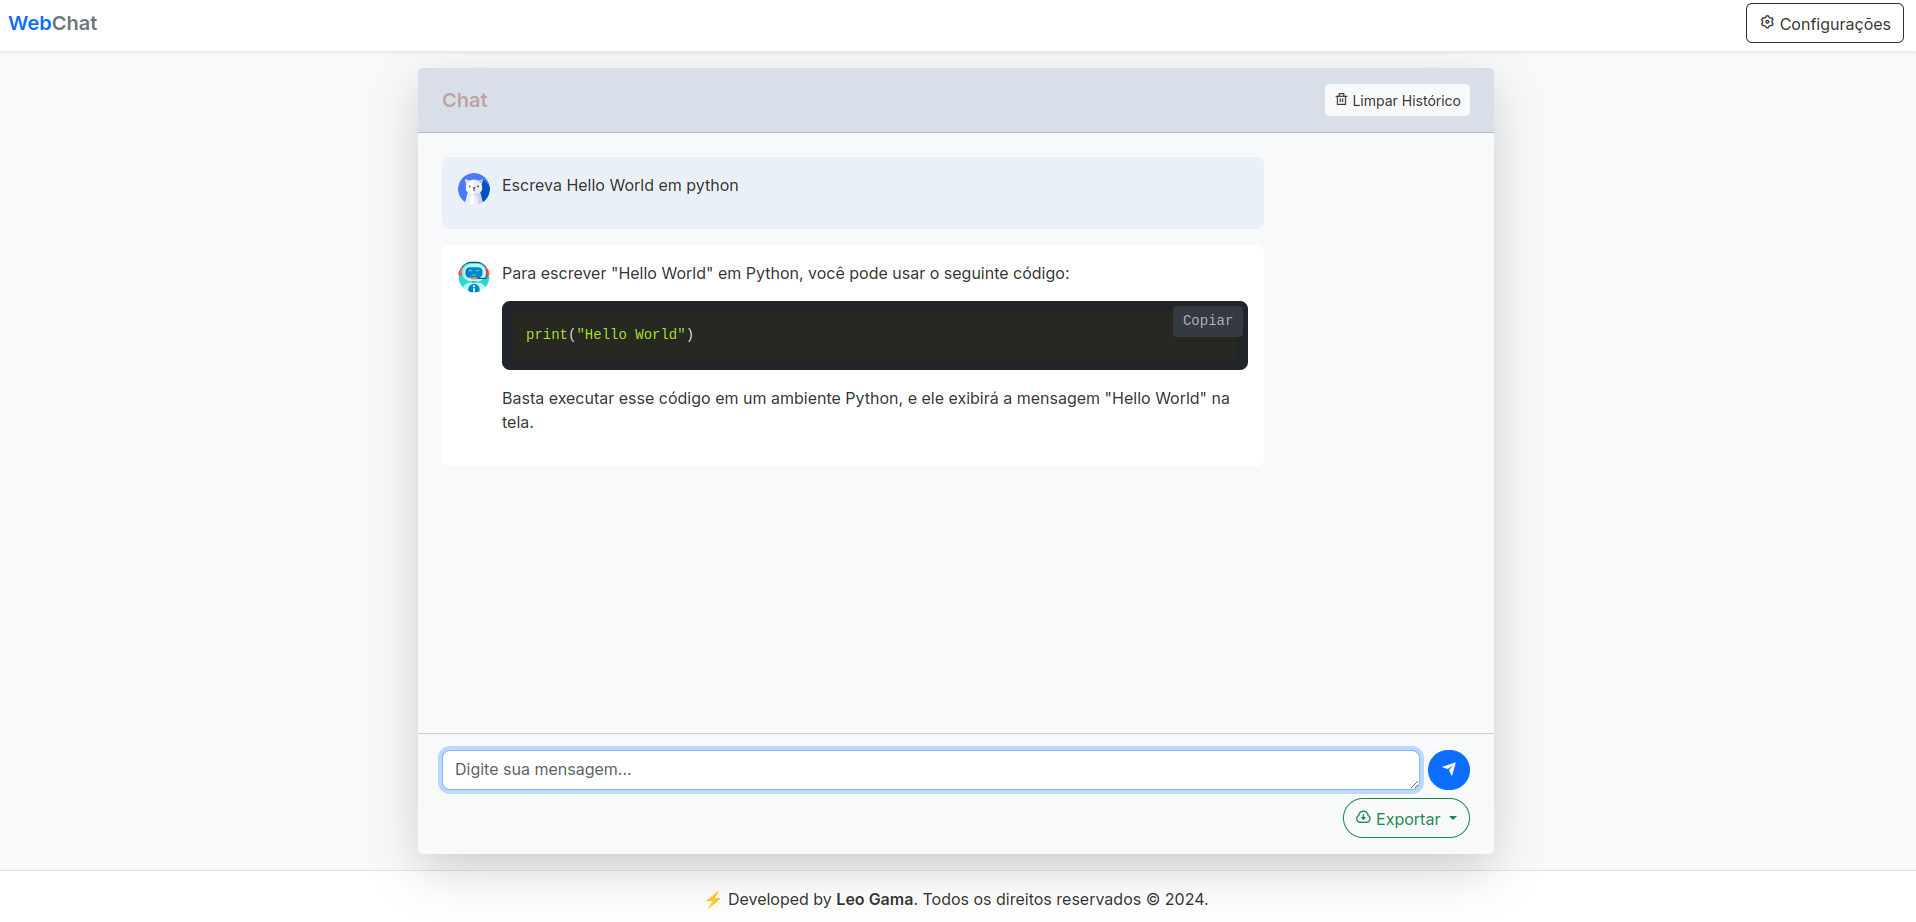 WebChat
Configurações
Chat
Limpar Histórico
Escreva Hello World em python
Para escrever "Hello World" em Python, você pode usar o seguinte código:
Copiar
print("Hello World")
Basta executar esse código em um ambiente Python, e ele exibirá a mensagem "Hello World" na
tela.
Digite sua mensagem...
Exportar
⚡ Developed by Leo Gama. Todos os direitos reservados © 2024.